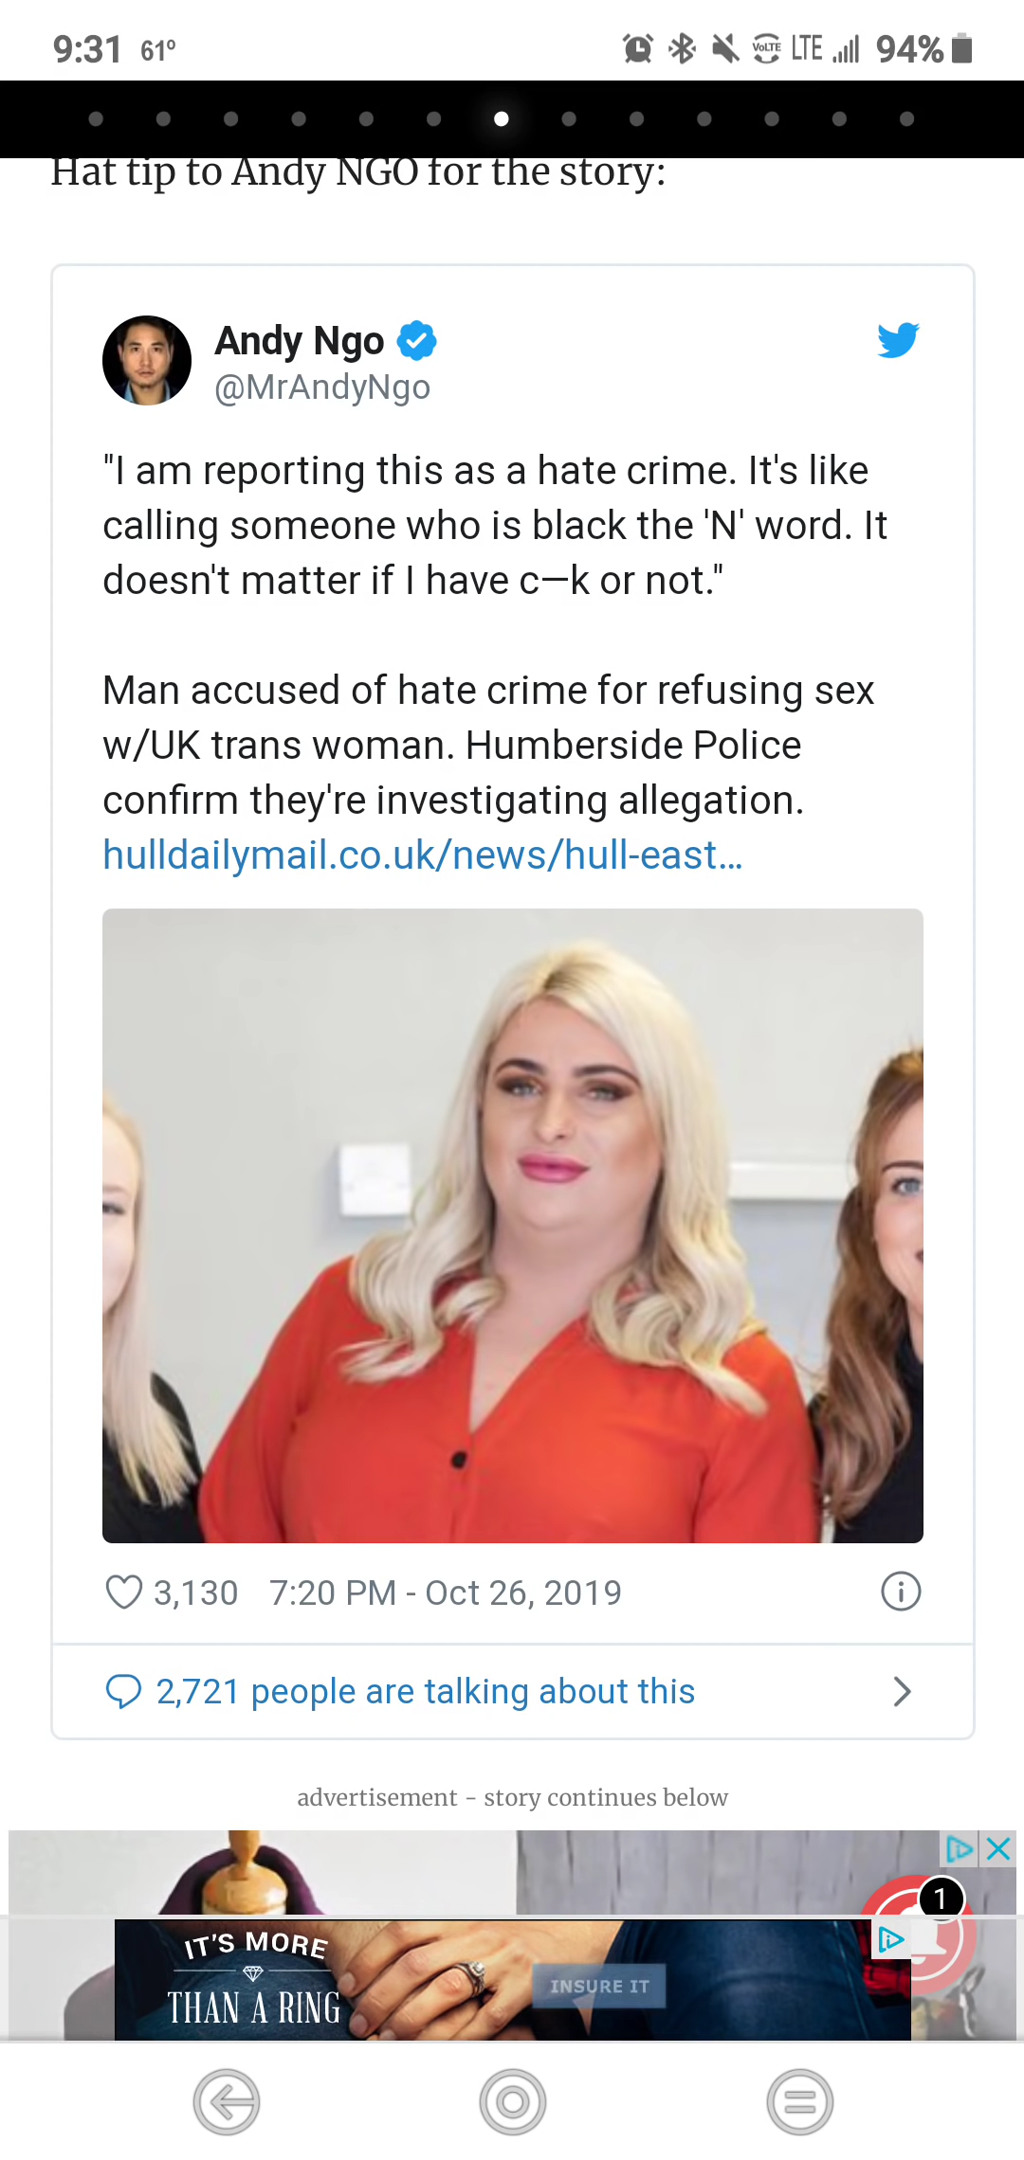 9:31 61°
VoLTE LTE 94%
Hat tip to Andy NGO for the story:
Andy Ngo
@MrAndyNgo
"I am reporting this as a hate crime. It's like
calling someone who is black the 'N' word. It
doesn't matter if I have c—k or not."
Man accused of hate crime for refusing sex
w/UK trans woman. Humberside Police
confirm they're investigating allegation.
hulldailymail.co.uk/news/hull-east…
3,130 7:20 PM - Oct 26, 2019
2,721 people are talking about this
advertisement - story continues below
1
IT'S MORE
THAN A RING
INSURE IT